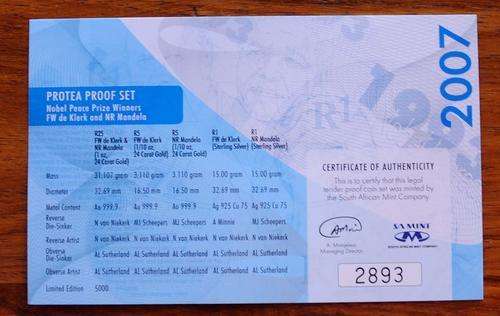 PROTEA PROOF SET
Nobel Peace Prize Winners
FW de Klerk and NR Mandela
2007
R1
R25 R5 R5 R1 R1
FW de Klerk & FW de Klerk NR Mandela FW de Klerk NR Mandela
NR Mandela (1/10 oz, (1/10 oz, (Sterling Silver) (Sterling Silver)
(1 oz, 24 Carat Gold) 24 Carat Gold)
24 Carat Gold)
Mass 31.107 gram 3.110 gram 3.110 gram 15.00 gram 15.00 gram
Diameter 32.69 mm 16.50 mm 16.50 mm 32.69 mm 32.69 mm
Metal Content Au 999.9 Au 999.9 Au 999.9 Ag 925 Cu 75 Ag 925 Cu 75
Reverse
Die-Sinker N van Niekerk MJ Scheepers N van Niekerk A Minnie MJ Scheepers
Reverse Artist N van Niekerk N van Niekerk N van Niekerk N van Niekerk N van Niekerk
Obverse
Die-Sinker AL Sutherland AL Sutherland AL Sutherland AL Sutherland AL Sutherland
Obverse Artist AL Sutherland AL Sutherland AL Sutherland AL Sutherland AL Sutherland
Limited Edition 5000
CERTIFICATE OF AUTHENTICITY
This is to certify that this legal
tender proof coin set was minted by
the South African Mint Company
Managing Director
SA MINT
SOUTH AFRICAN MINT COMPANY
2893